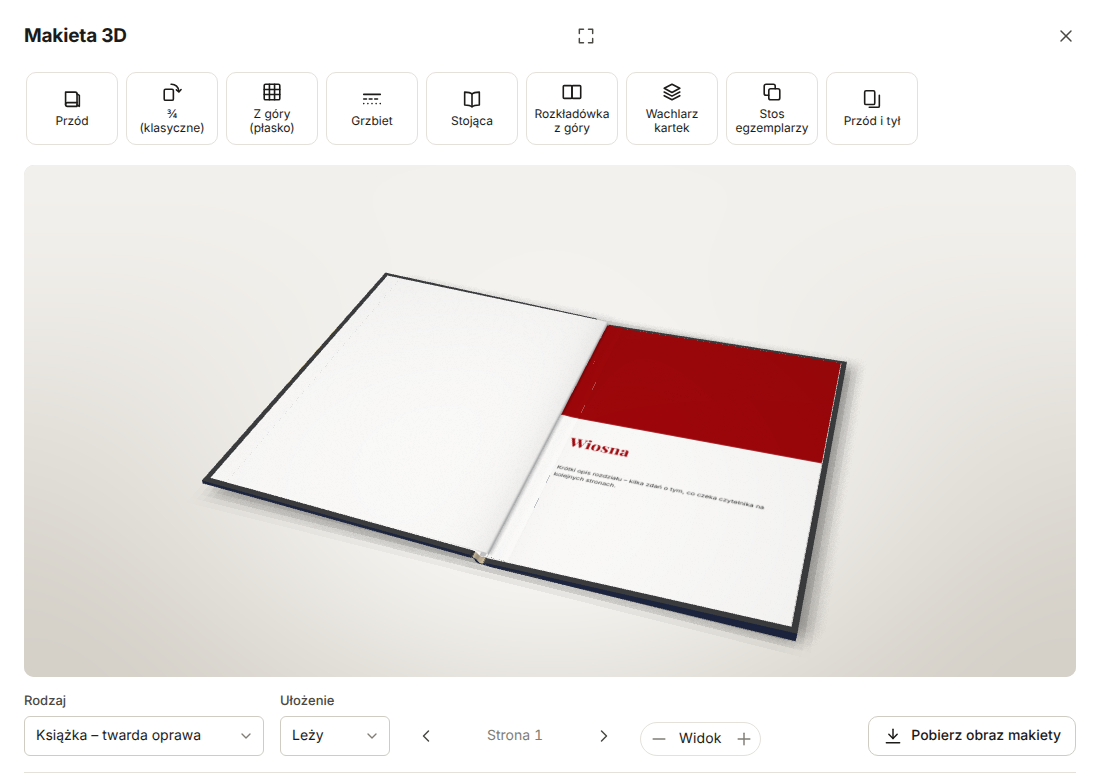 Makieta 3D
Przód
¾
(klasyczne)
Z góry
(płasko)
Grzbiet
Stojąca
Rozkładówka
z góry
Wachlarz
kartek
Stos
egzemplarzy
Przód i tył
Wiosna
Krótki opis rozdziału – kilka zdań o tym, co czeka czytelnika na
kolejnych stronach.
Rodzaj
Ułożenie
Książka – twarda oprawa
Leży
Strona 1
Widok
Pobierz obraz makiety